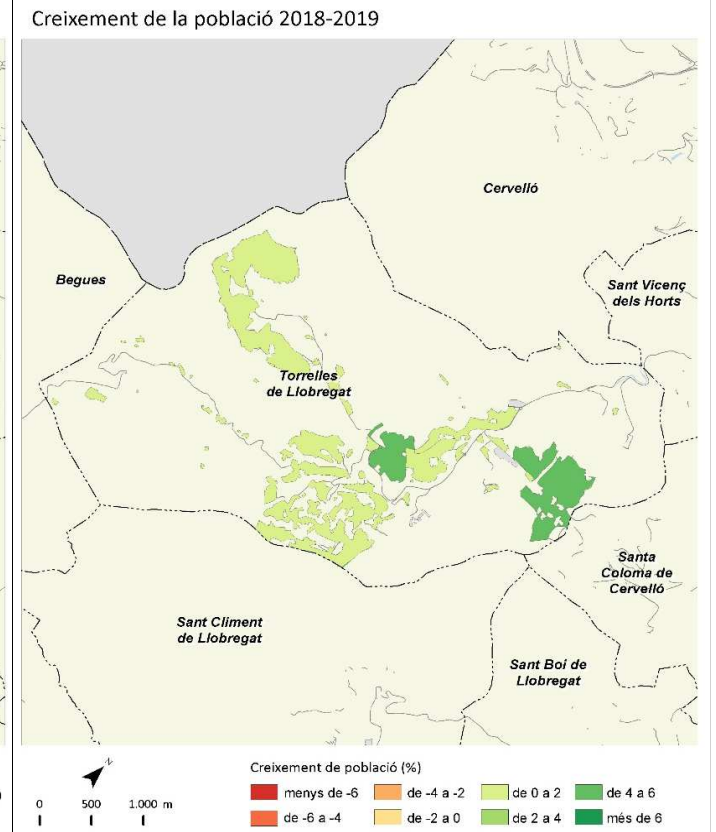 Creixement de la població 2018-2019
Cervelló
Begues
Sant Vicenç
dels Horts
Torrelles
de Llobregat
Santa
Coloma de
Cervelló
Sant Climent
de Llobregat
Sant Boi de
Llobregat
N
0 500 1.000 m
Creixement de població (%)
menys de -6 de -4 a -2 de 0 a 2 de 4 a 6
de -6 a -4 de -2 a 0 de 2 a 4 més de 6